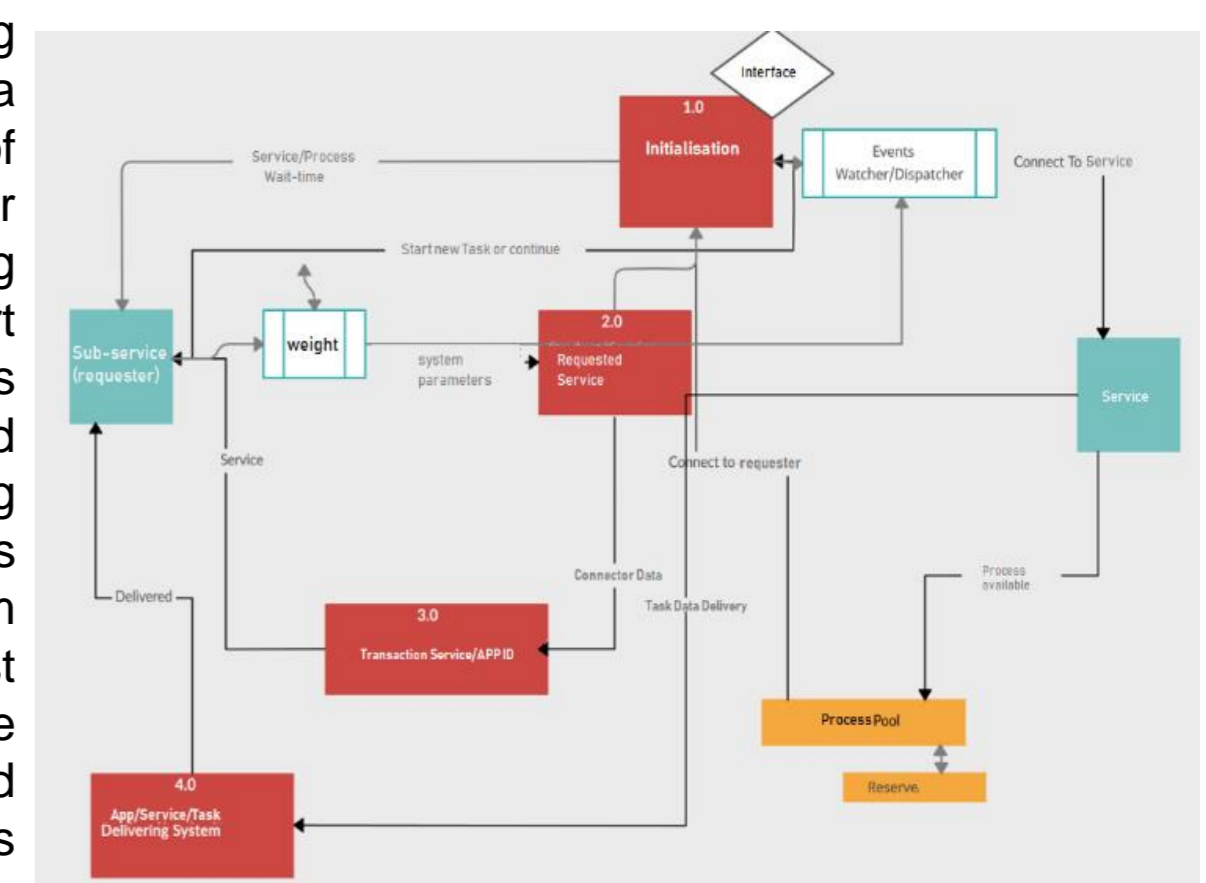 g
a
of
r
g
rt
s
d
g
s
n
st
e
d
s
Interface
1.0
Initialisation
Events
Watcher/Dispatcher
Connect To Service
Service/Process
Wait-time
Start new Task or continue
Sub-service
(requester)
weight
system
parameters
2.0
Requested
Service
Service
Service
Connect to requester
Connector Data
Process
available
Delivered
Task Data Delivery
3.0
Transaction Service/APP ID
Process Pool
4.0
App/Service/Task
Delivering System
Reserve.